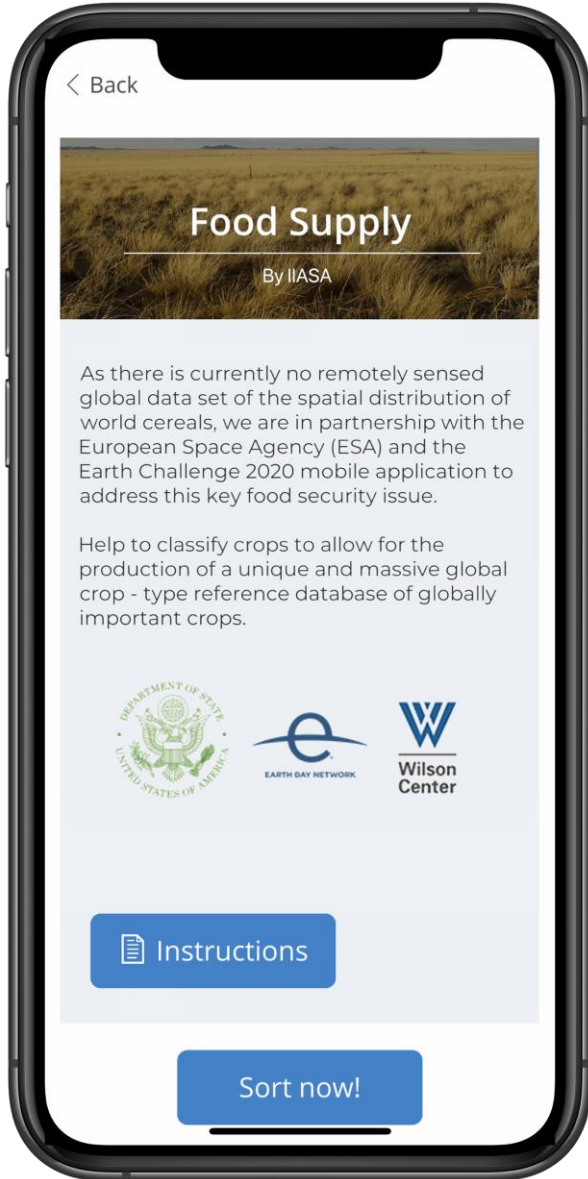 Back
Food Supply
By IIASA
As there is currently no remotely sensed
global data set of the spatial distribution of
world cereals, we are in partnership with the
European Space Agency (ESA) and the
Earth Challenge 2020 mobile application to
address this key food security issue.
Help to classify crops to allow for the
production of a unique and massive global
crop - type reference database of globally
important crops.
DEPARTMENT OF STATE
UNITED STATES OF AMERICA
EARTH DAY NETWORK
Wilson
Center
Instructions
Sort now!